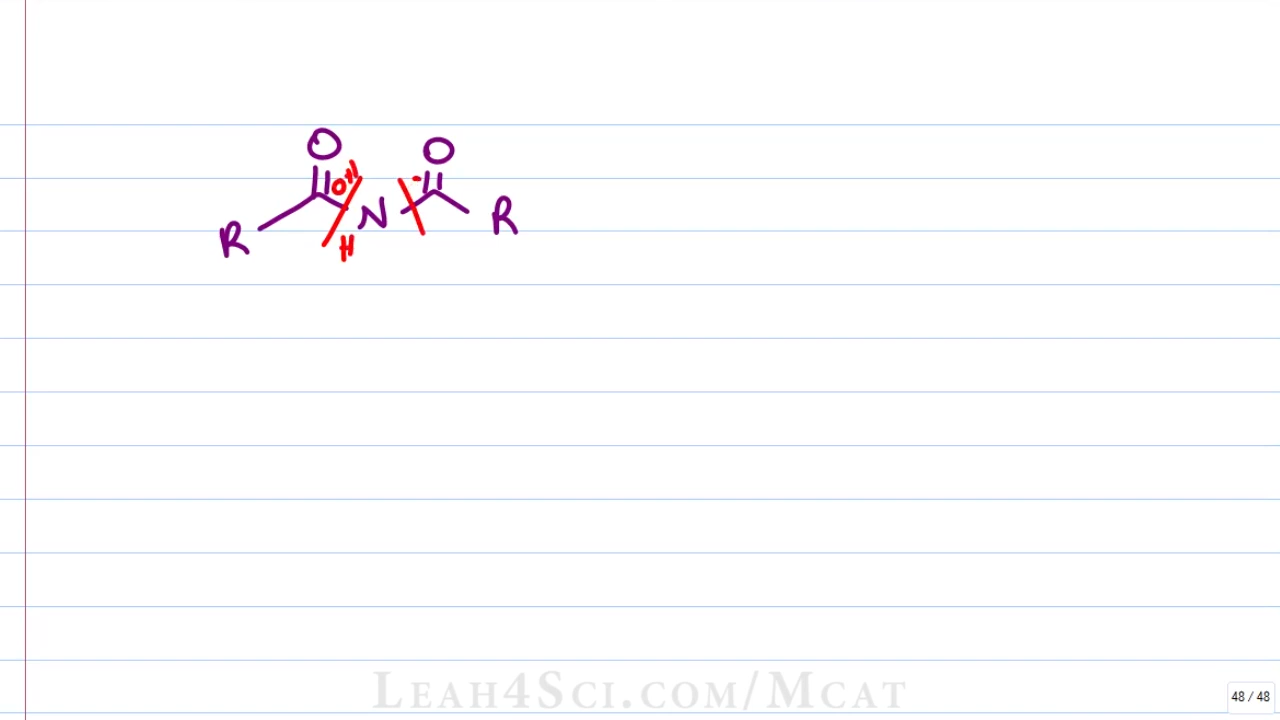 O O
OH
R N R
H
LEAH4SCI.COM/MCAT
48 / 48